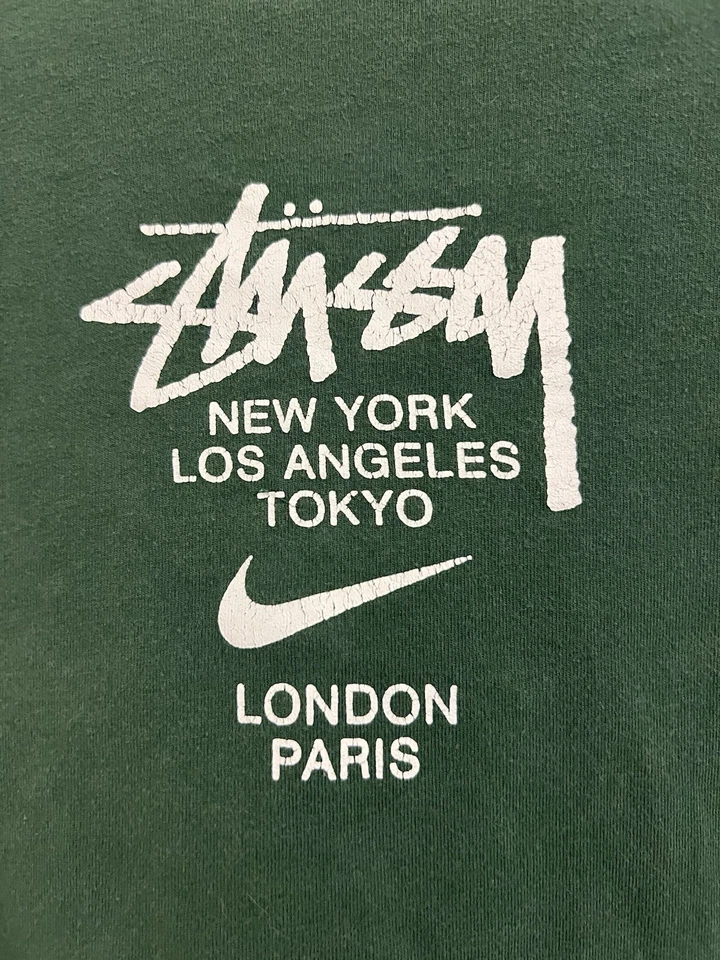 Stüssy
NEW YORK
LOS ANGELES
TOKYO
LONDON
PARIS